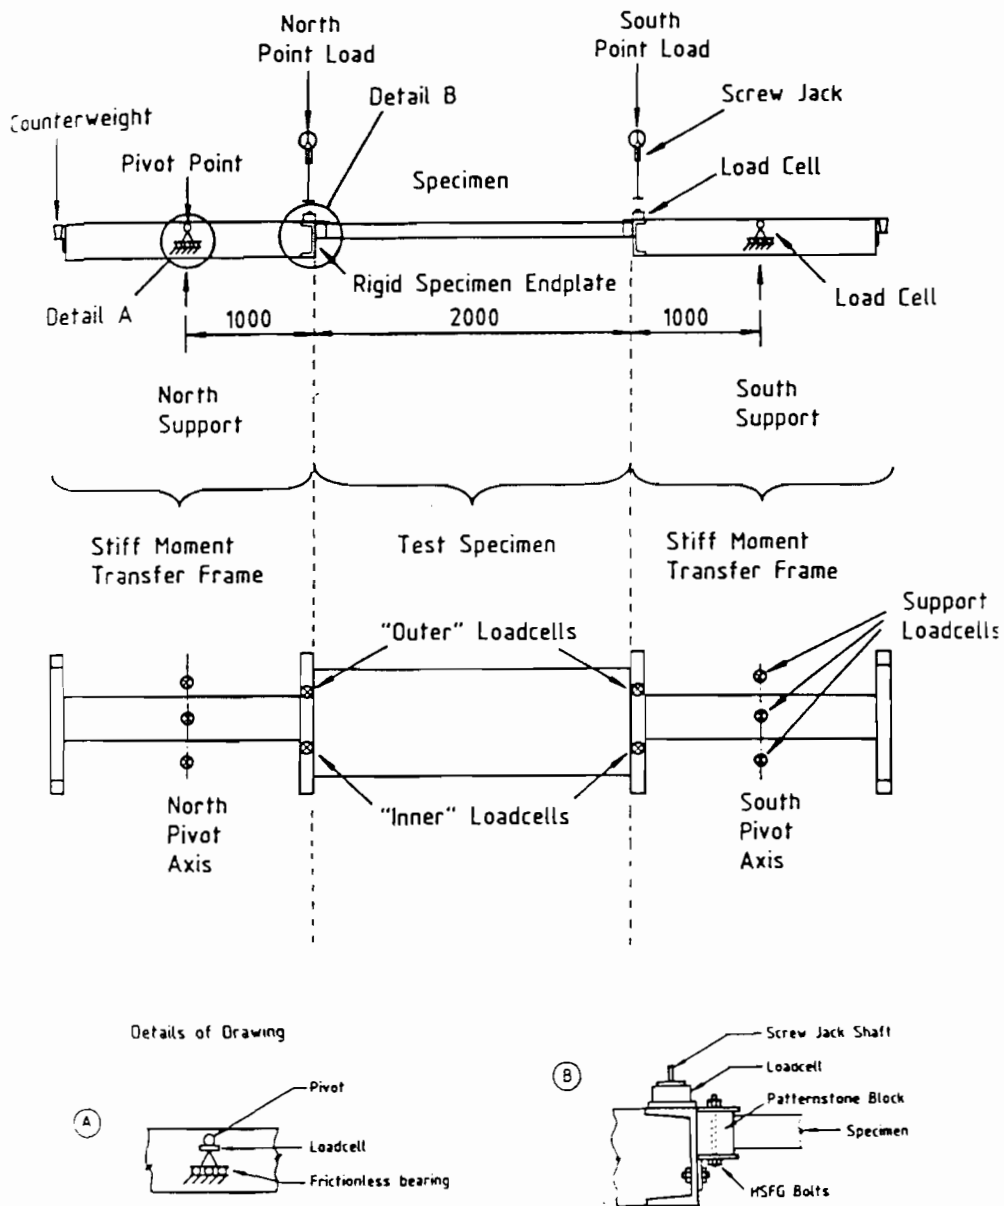 North
Point Load
South
Point Load
Detail B
Screw Jack
Counterweight
Pivot Point
Specimen
Load Cell
Rigid Specimen Endplate
Load Cell
Detail A
1000
2000
1000
North
Support
South
Support
Stiff Moment
Transfer Frame
Test Specimen
Stiff Moment
Transfer Frame
"Outer" Loadcells
Support
Loadcells
North
Pivot
Axis
"Inner" Loadcells
South
Pivot
Axis
Details of Drawing
A
Pivot
Loadcell
Frictionless bearing
B
Screw Jack Shaft
Loadcell
Patternstone Block
Specimen
HSFG Bolts